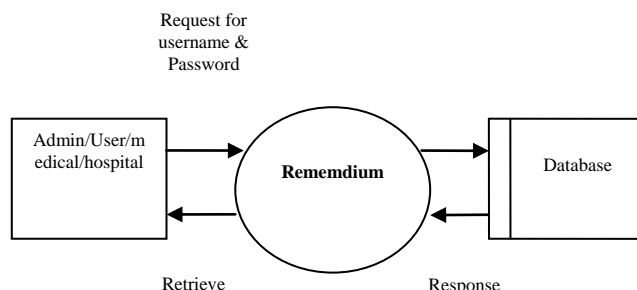 Request for
username &
Password
Admin/User/m
edical/hospital
Rememdium
Database
Retrieve
Response